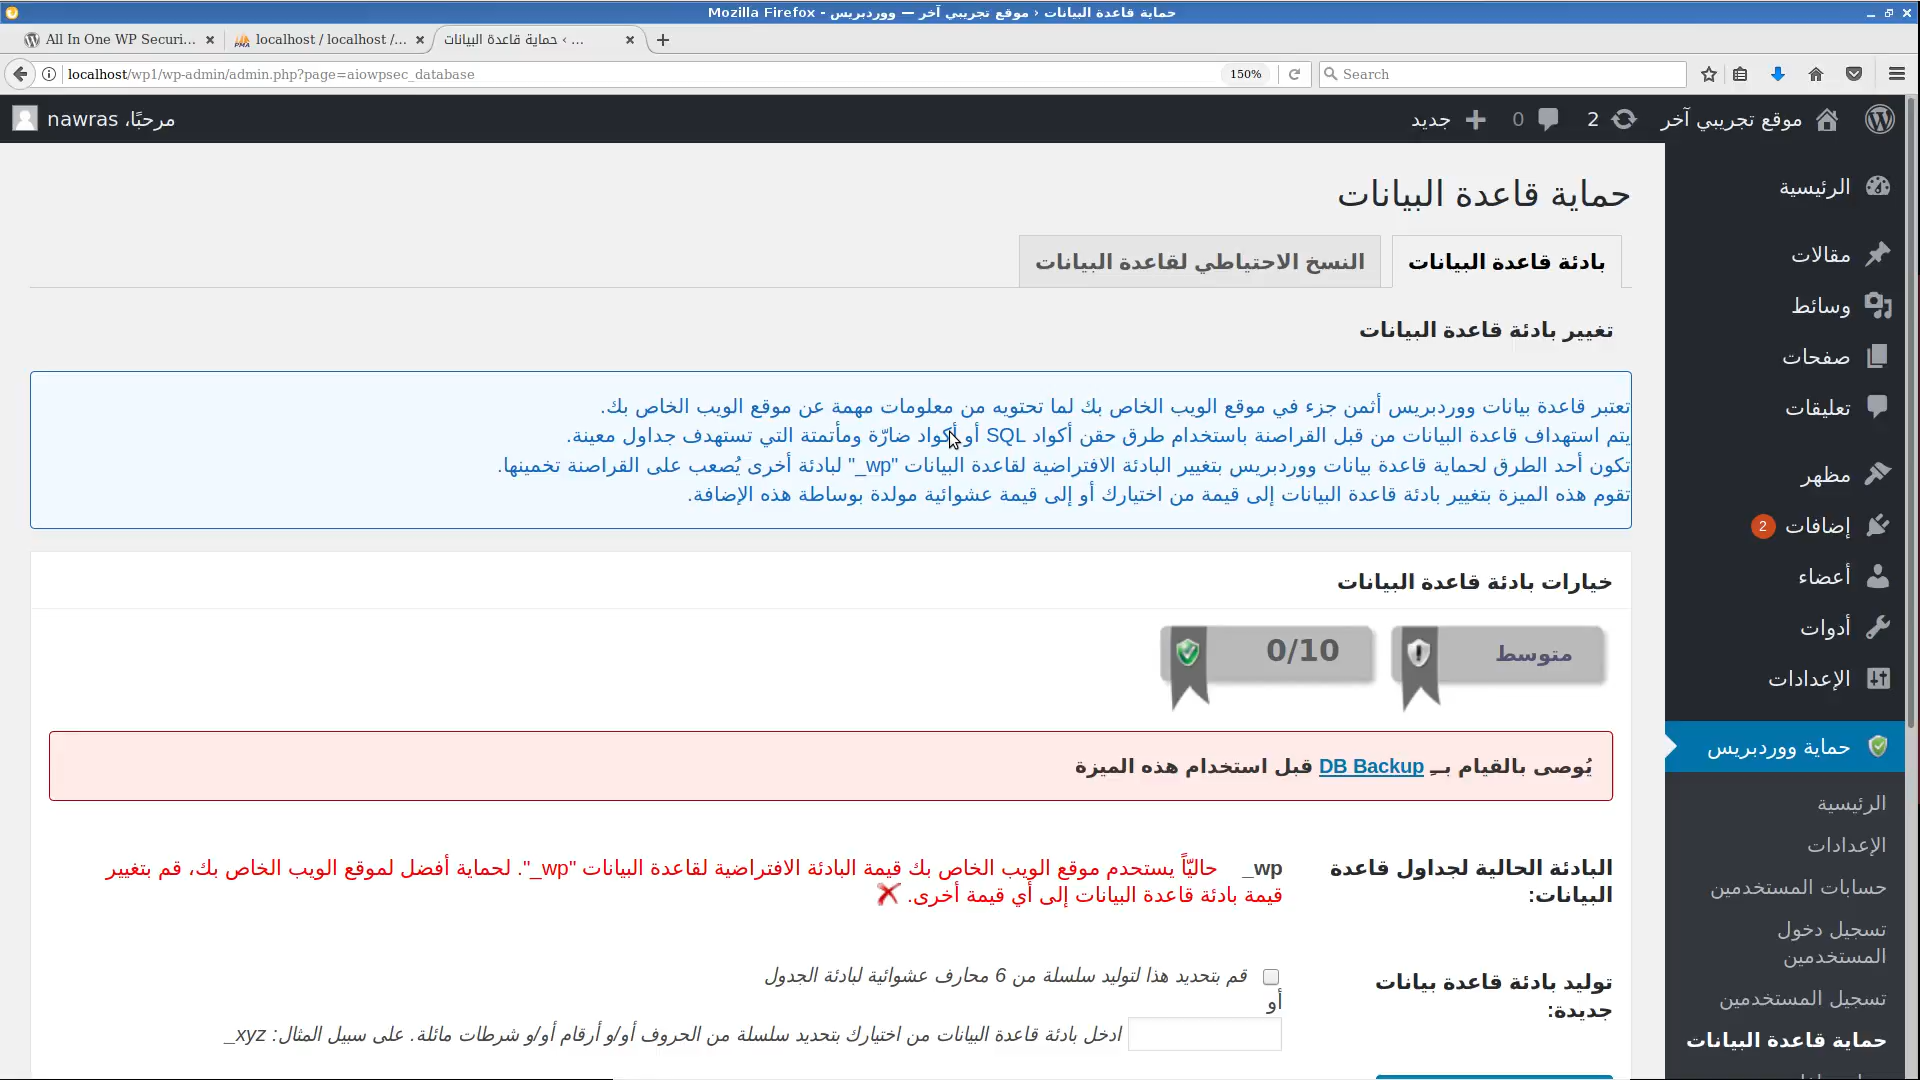 حماية قاعدة البيانات ‹ موقع تجريبي آخر — ووردبريس - Mozilla Firefox
All In One WP Securi...
localhost / localhost /...
حماية قاعدة البيانات ‹ ...
localhost/wp1/wp-admin/admin.php?page=aiowpsec_database
150%
Search
موقع تجريبي آخر
2
0
جديد
مرحبًا، nawras
الرئيسية
مقالات
وسائط
صفحات
تعليقات
مظهر
إضافات 2
أعضاء
أدوات
الإعدادات
حماية ووردبريس
الرئيسية
الإعدادات
حسابات المستخدمين
تسجيل دخول
المستخدمين
تسجيل المستخدمين
حماية قاعدة البيانات
حماية قاعدة البيانات
بادئة قاعدة البيانات
النسخ الاحتياطي لقاعدة البيانات
تغيير بادئة قاعدة البيانات
تعتبر قاعدة بيانات ووردبريس أثمن جزء في موقع الويب الخاص بك لما تحتويه من معلومات مهمة عن موقع الويب الخاص بك.
يتم استهداف قاعدة البيانات من قبل القراصنة باستخدام طرق حقن أكواد SQL أو أكواد ضارّة ومأتمتة التي تستهدف جداول معينة.
تكون أحد الطرق لحماية قاعدة بيانات ووردبريس بتغيير البادئة الافتراضية لقاعدة البيانات "wp_" لبادئة أخرى يُصعب على القراصنة تخمينها.
تقوم هذه الميزة بتغيير بادئة قاعدة البيانات إلى قيمة من اختيارك أو إلى قيمة عشوائية مولدة بوساطة هذه الإضافة.
خيارات بادئة قاعدة البيانات
متوسط
0/10
يُوصى بالقيام بـ DB Backup قبل استخدام هذه الميزة
البادئة الحالية لجداول قاعدة
البيانات:
wp_ حاليّاً يستحدم موقع الويب الخاص بك قيمة البادئة الافتراضية لقاعدة البيانات "wp_". لحماية أفضل لموقع الويب الخاص بك، قم بتغيير
قيمة بادئة قاعدة البيانات إلى أي قيمة أخرى.
توليد بادئة قاعدة بيانات
جديدة:
قم بتحديد هذا لتوليد سلسلة من 6 محارف عشوائية لبادئة الجدول
أو
ادخل بادئة قاعدة البيانات من اختيارك بتحديد سلسلة من الحروف أو/و أرقام أو/و شرطات مائلة. على سبيل المثال: xyz_